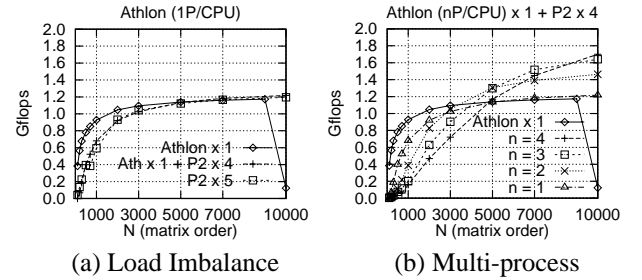 Athlon (1P/CPU)
2.0
1.8
1.6
1.4
1.2
1.0
0.8
0.6
0.4
0.2
0.0
Gflops
Athlon x 1
Ath x 1 + P2 x 4
P2 x 5
1000 3000 5000 7000 10000
N (matrix order)
(a) Load Imbalance
Athlon (nP/CPU) x 1 + P2 x 4
2.0
1.8
1.6
1.4
1.2
1.0
0.8
0.6
0.4
0.2
0.0
Gflops
Athlon x 1
n = 4
n = 3
n = 2
n = 1
1000 3000 5000 7000 10000
N (matrix order)
(b) Multi-process